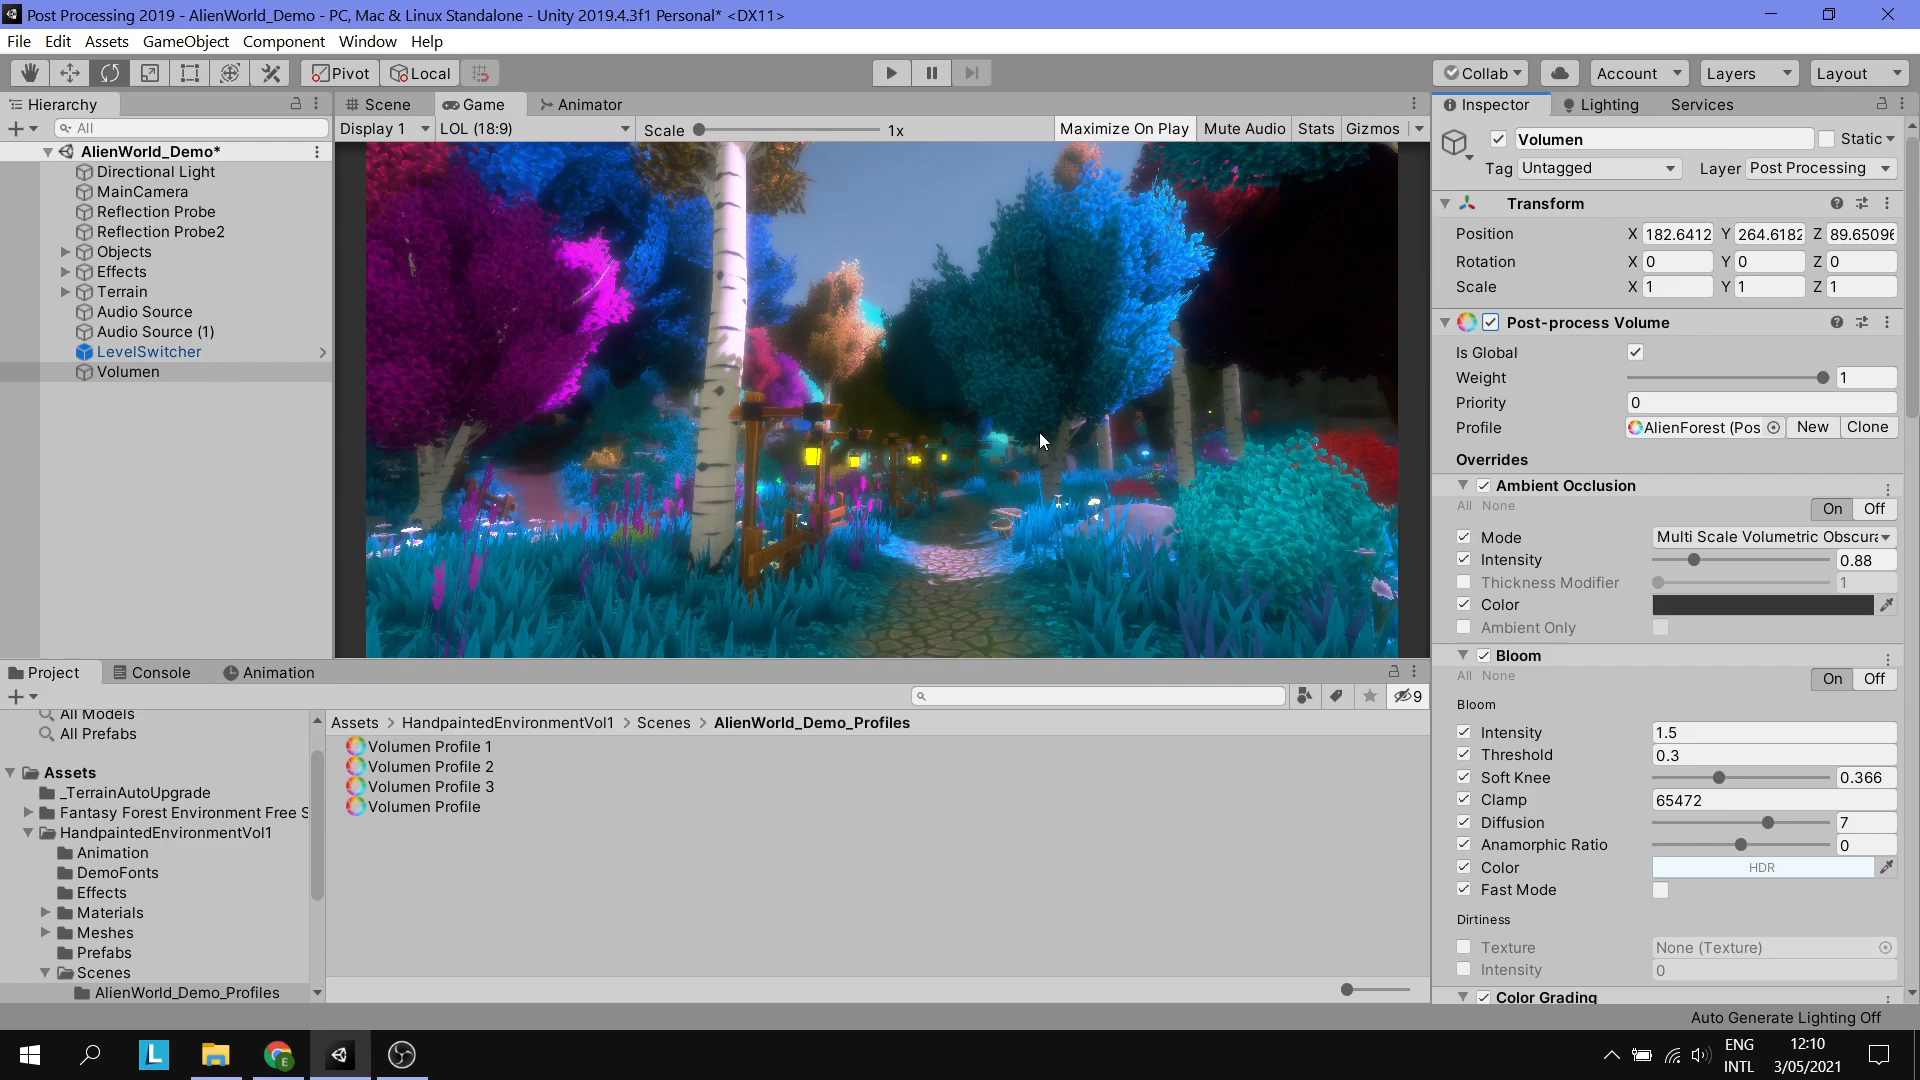 Post Processing 2019 - AlienWorld_Demo - PC, Mac & Linux Standalone - Unity 2019.4.3f1 Personal* <DX11>
File Edit Assets GameObject Component Window Help
Pivot Local Collab Account Layers Layout
Hierarchy
All
AlienWorld_Demo*
Directional Light
MainCamera
Reflection Probe
Reflection Probe2
Objects
Effects
Terrain
Audio Source
Audio Source (1)
LevelSwitcher
Volumen
Scene Game Animator
Display 1 LOL (18:9) Scale 1x Maximize On Play Mute Audio Stats Gizmos
Inspector Lighting Services
Volumen Static
Tag Untagged Layer Post Processing
Transform
Position X 182.6412 Y 264.6182 Z 89.6509
Rotation X 0 Y 0 Z 0
Scale X 1 Y 1 Z 1
Post-process Volume
Is Global
Weight 1
Priority 0
Profile AlienForest (Pos New Clone
Overrides
Ambient Occlusion
All None On Off
Mode Multi Scale Volumetric Obscura
Intensity 0.88
Thickness Modifier 1
Color
Ambient Only
Bloom
All None On Off
Bloom
Intensity 1.5
Threshold 0.3
Soft Knee 0.366
Clamp 65472
Diffusion 7
Anamorphic Ratio 0
Color HDR
Fast Mode
Dirtiness
Texture None (Texture)
Intensity 0
Color Grading
Project Console Animation
9
All Models
All Prefabs
Assets
_TerrainAutoUpgrade
Fantasy Forest Environment Free S
HandpaintedEnvironmentVol1
Animation
DemoFonts
Effects
Materials
Meshes
Prefabs
Scenes
AlienWorld_Demo_Profiles
Assets > HandpaintedEnvironmentVol1 > Scenes > AlienWorld_Demo_Profiles
Volumen Profile 1
Volumen Profile 2
Volumen Profile 3
Volumen Profile
Auto Generate Lighting Off
L
E
ENG
INTL
12:10
3/05/2021